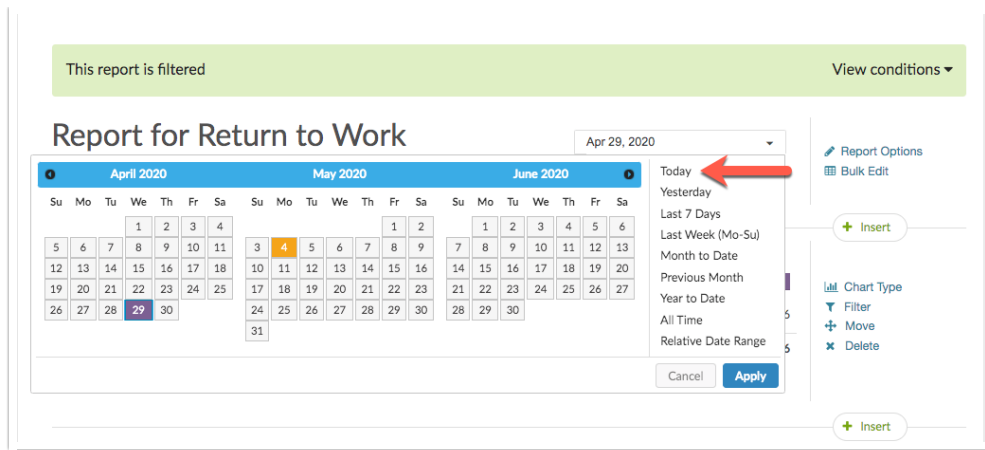 This report is filtered
View conditions
Report for Return to Work
Apr 29, 2020
April 2020
May 2020
June 2020
Su Mo Tu We Th Fr Sa
1 2 3 4
5 6 7 8 9 10 11
12 13 14 15 16 17 18
19 20 21 22 23 24 25
26 27 28 29 30
Su Mo Tu We Th Fr Sa
1 2
3 4 5 6 7 8 9
10 11 12 13 14 15 16
17 18 19 20 21 22 23
24 25 26 27 28 29 30
31
Su Mo Tu We Th Fr Sa
1 2 3 4 5 6
7 8 9 10 11 12 13
14 15 16 17 18 19 20
21 22 23 24 25 26 27
28 29 30
Today
Yesterday
Last 7 Days
Last Week (Mo-Su)
Month to Date
Previous Month
Year to Date
All Time
Relative Date Range
Cancel
Apply
Report Options
Bulk Edit
Insert
Chart Type
Filter
Move
Delete
Insert